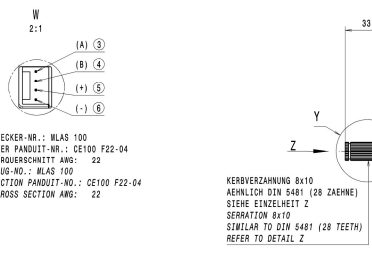 W
2:1
(A) 3
(B) 4
(+) 5
(-) 6
ECKER-NR.: MLAS 100
ER PANDUIT-NR.: CE100 F22-04
RQUERSCHNITT AWG: 22
UG-NO.: MLAS 100
CTION PANDUIT-NO.: CE100 F22-04
ROSS SECTION AWG: 22
33
Y
Z
KERBVERZAHNUNG 8x10
AEHNLICH DIN 5481 (28 ZAEHNE)
SIEHE EINZELHEIT Z
SERRATION 8x10
SIMILAR TO DIN 5481 (28 TEETH)
REFER TO DETAIL Z